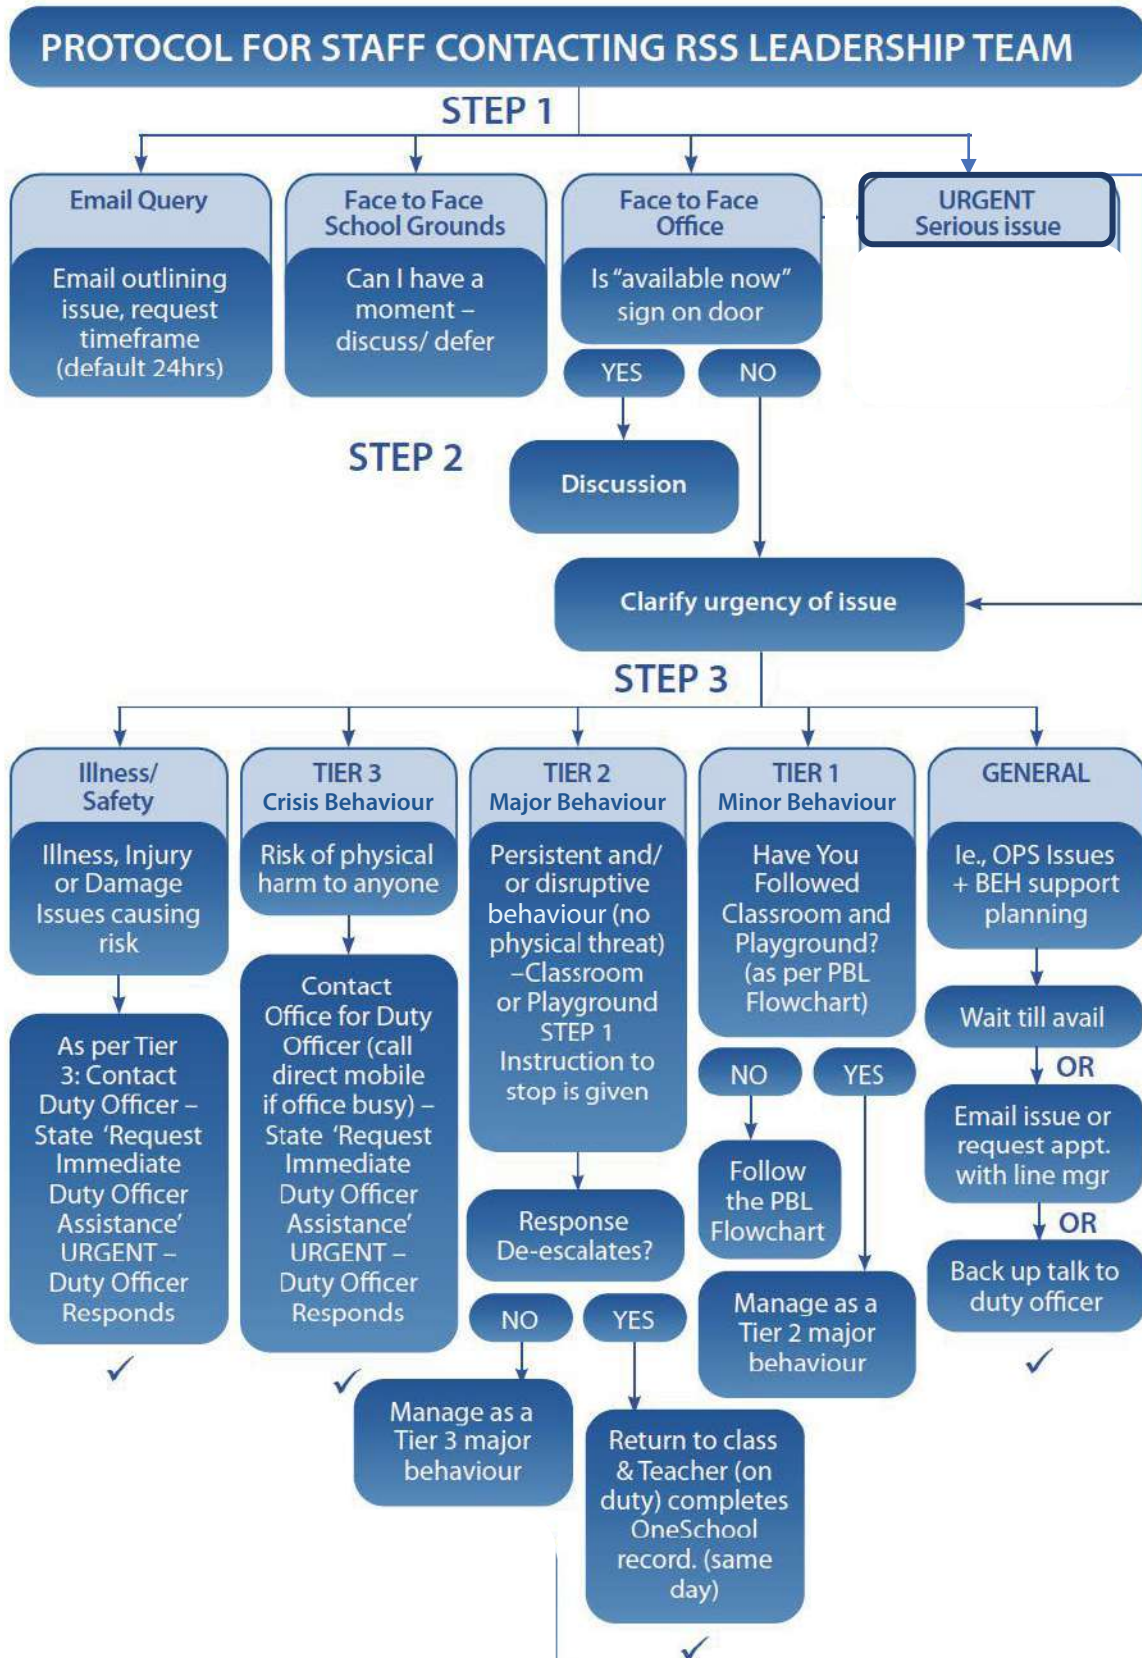 PROTOCOL FOR STAFF CONTACTING RSS LEADERSHIP TEAM
STEP 1
Email Query
Email outlining
issue, request
timeframe
(default 24hrs)
Face to Face
School Grounds
Can I have a
moment –
discuss/ defer
Face to Face
Office
Is "available now"
sign on door
YES
NO
URGENT
Serious issue
STEP 2
Discussion
Clarify urgency of issue
STEP 3
Illness/
Safety
Illness, Injury
or Damage
Issues causing
risk
As per Tier
3: Contact
Duty Officer –
State 'Request
Immediate
Duty Officer
Assistance'
URGENT –
Duty Officer
Responds
TIER 3
Crisis Behaviour
Risk of physical
harm to anyone
Contact
Office for Duty
Officer (call
direct mobile
if office busy) –
State 'Request
Immediate
Duty Officer
Assistance'
URGENT –
Duty Officer
Responds
TIER 2
Major Behaviour
Persistent and/
or disruptive
behaviour (no
physical threat)
–Classroom
or Playground
STEP 1
Instruction to
stop is given
Response
De-escalates?
NO
YES
Manage as a
Tier 3 major
behaviour
Return to class
& Teacher (on
duty) completes
OneSchool
record. (same
day)
TIER 1
Minor Behaviour
Have You
Followed
Classroom and
Playground?
(as per PBL
Flowchart)
NO
YES
Follow
the PBL
Flowchart
Manage as a
Tier 2 major
behaviour
GENERAL
Ie., OPS Issues
+ BEH support
planning
Wait till avail
OR
Email issue or
request appt.
with line mgr
OR
Back up talk to
duty officer